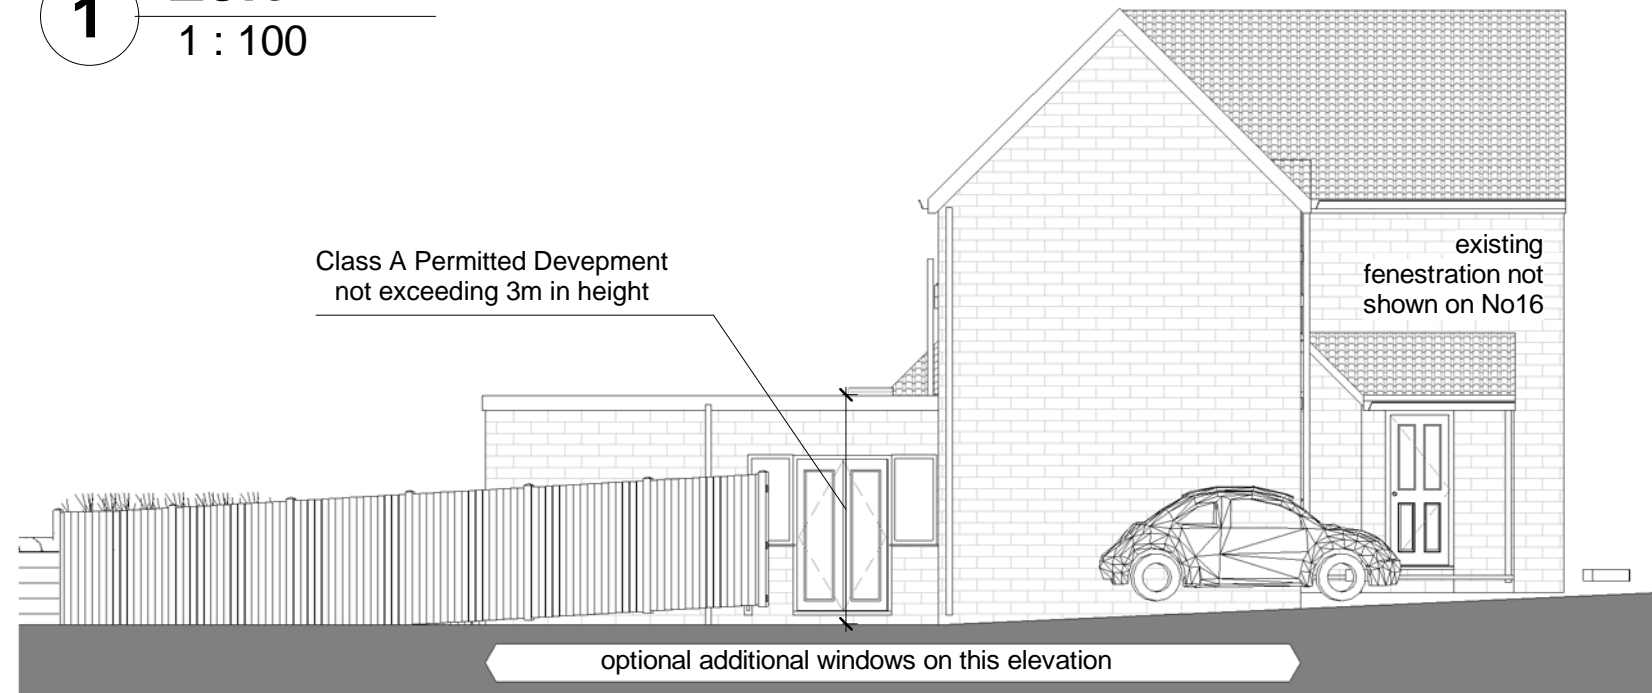 1
1 : 100
Class A Permitted Devepment
not exceeding 3m in height
existing
fenestration not
shown on No16
optional additional windows on this elevation